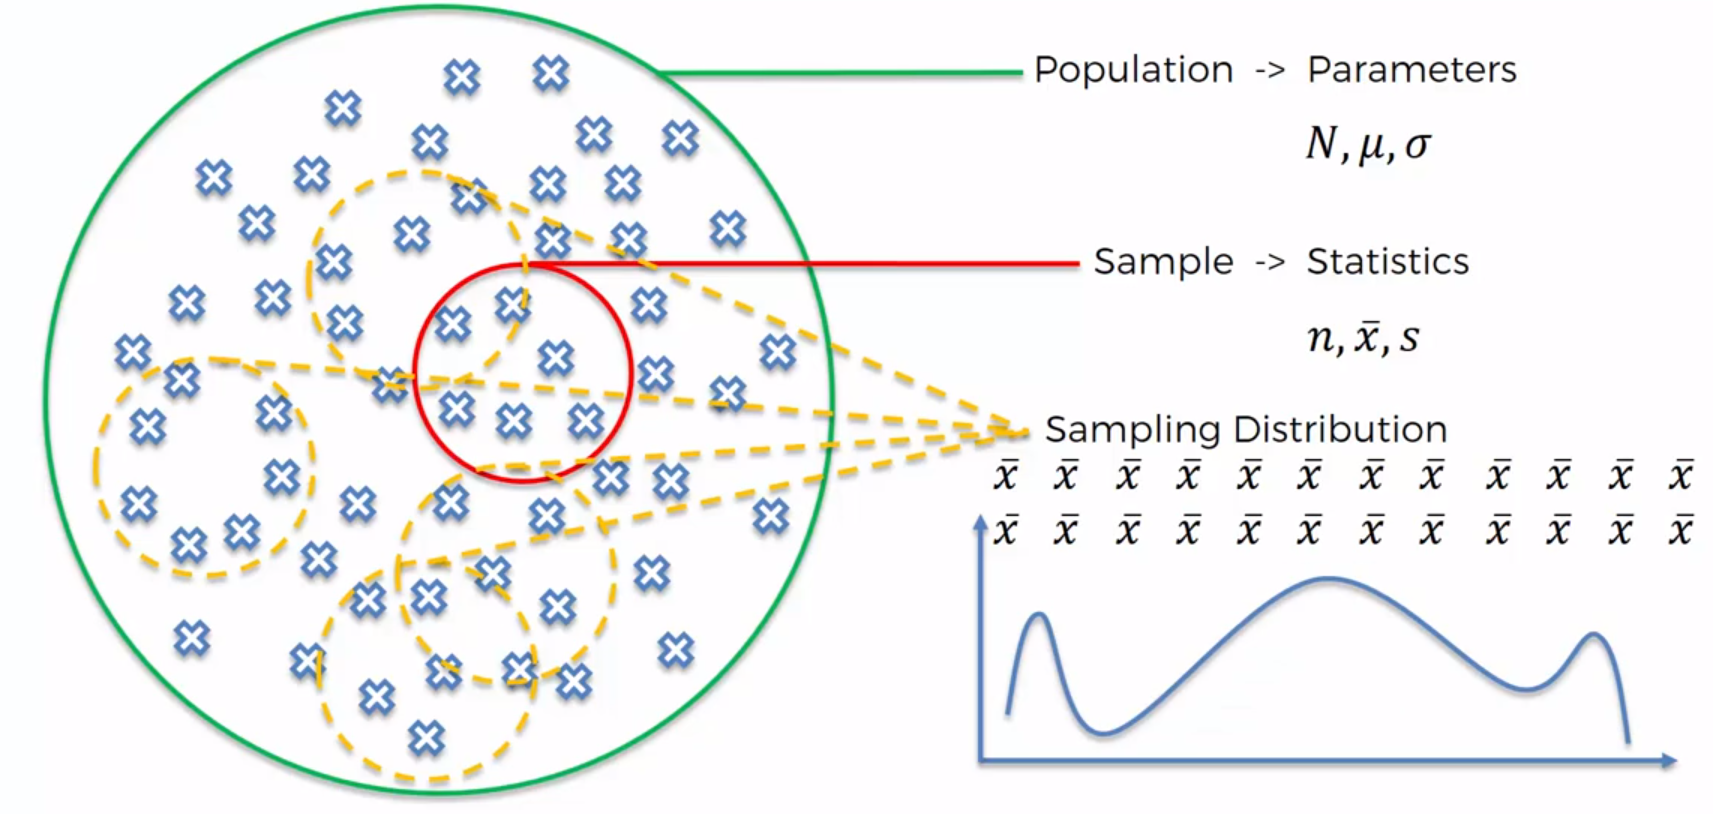 Population -> Parameters
N, μ, σ
Sample -> Statistics
n, x̄, s
Sampling Distribution
x̄ x̄ x̄ x̄ x̄ x̄ x̄ x̄ x̄ x̄ x̄ x̄
x̄ x̄ x̄ x̄ x̄ x̄ x̄ x̄ x̄ x̄ x̄ x̄